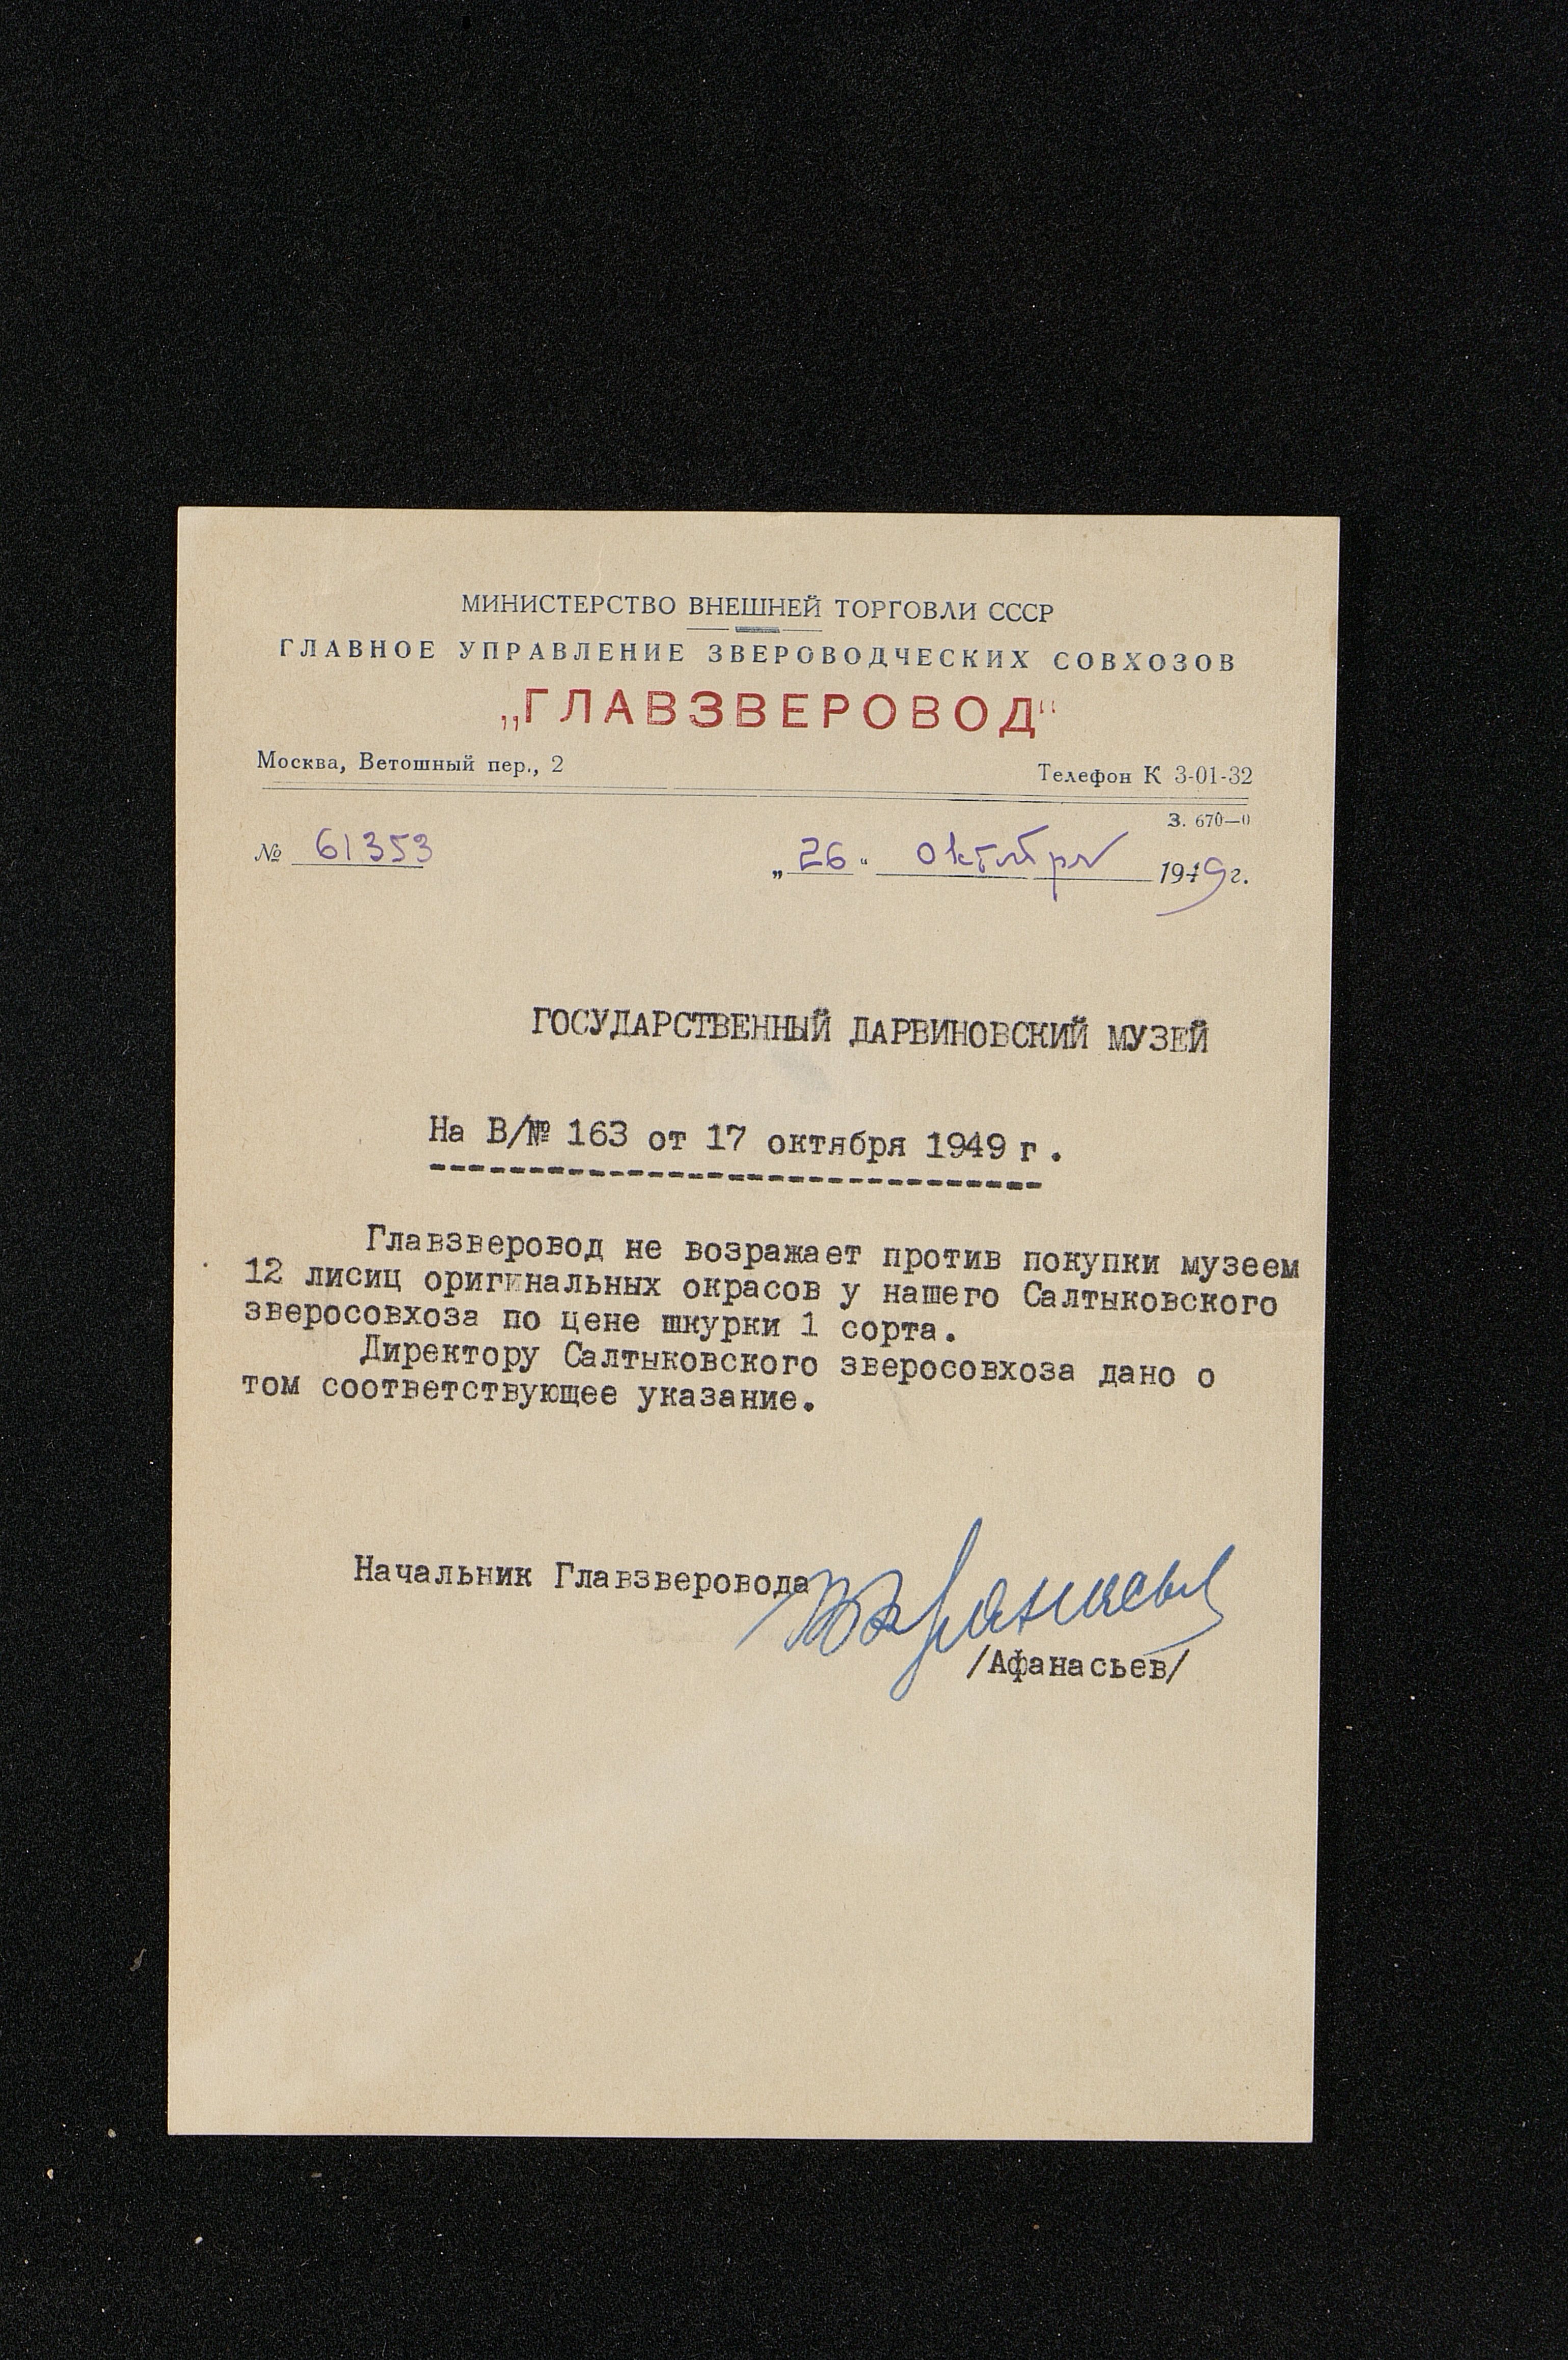 МИНИСТЕРСТВО ВНЕШНЕЙ ТОРГОВЛИ СССР
ГЛАВНОЕ УПРАВЛЕНИЕ ЗВЕРОВОДЧЕСКИХ СОВХОЗОВ
„ГЛАВЗВЕРОВОД“
Москва, Ветошный пер., 2 Телефон К 3-01-32
З. 670—0
№ 61353 „26“ октября 1949 г.
ГОСУДАРСТВЕННЫЙ ДАРВИНОВСКИЙ МУЗЕЙ
На В/№ 163 от 17 октября 1949 г.
Главзверовод не возражает против покупки музеем
12 лисиц оригинальных окрасов у нашего Салтыковского
зверосовхоза по цене шкурки 1 сорта.
Директору Салтыковского зверосовхоза дано о
том соответствующее указание.
Начальник Главзверовода Афанасьев
/Афанасьев/